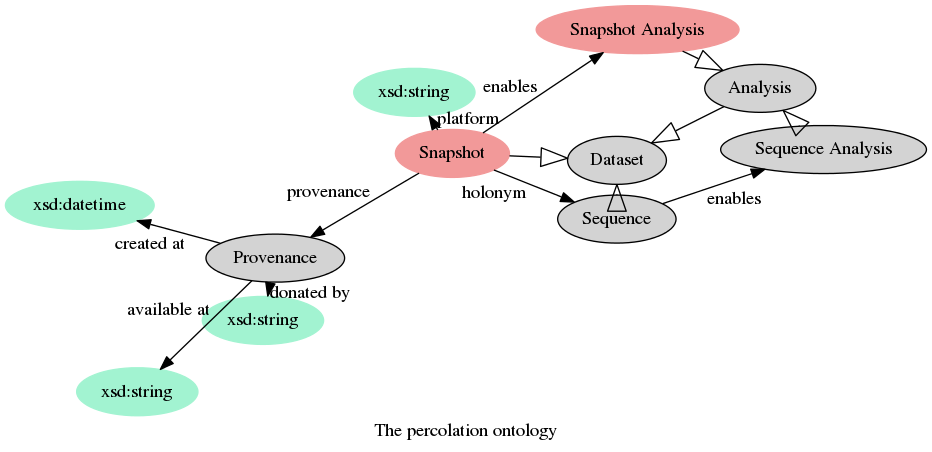 Snapshot Analysis
xsd:string
enables
Analysis
platform
Snapshot
Dataset
Sequence Analysis
provenance
holonym
enables
xsd:datetime
Sequence
created at
Provenance
donated by
available at
xsd:string
xsd:string
The percolation ontology